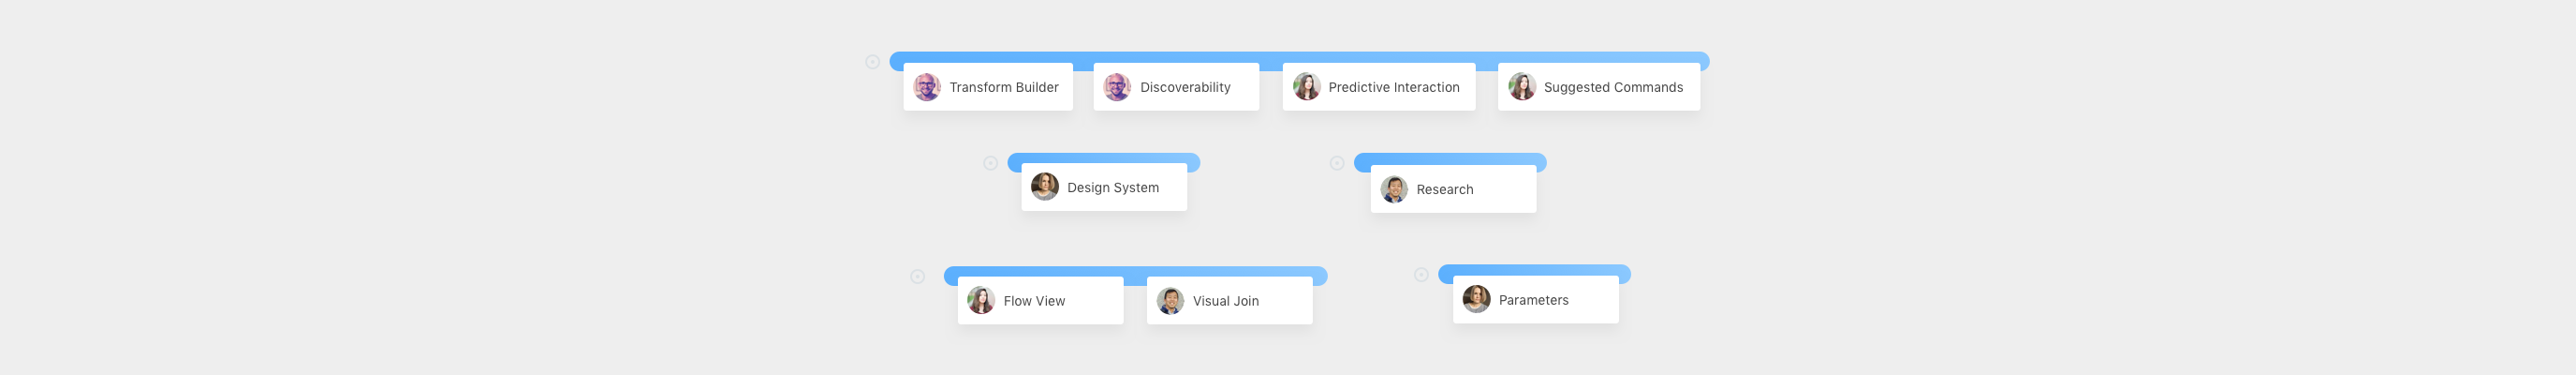 Transform Builder
Discoverability
Predictive Interaction
Suggested Commands
Design System
Research
Flow View
Visual Join
Parameters